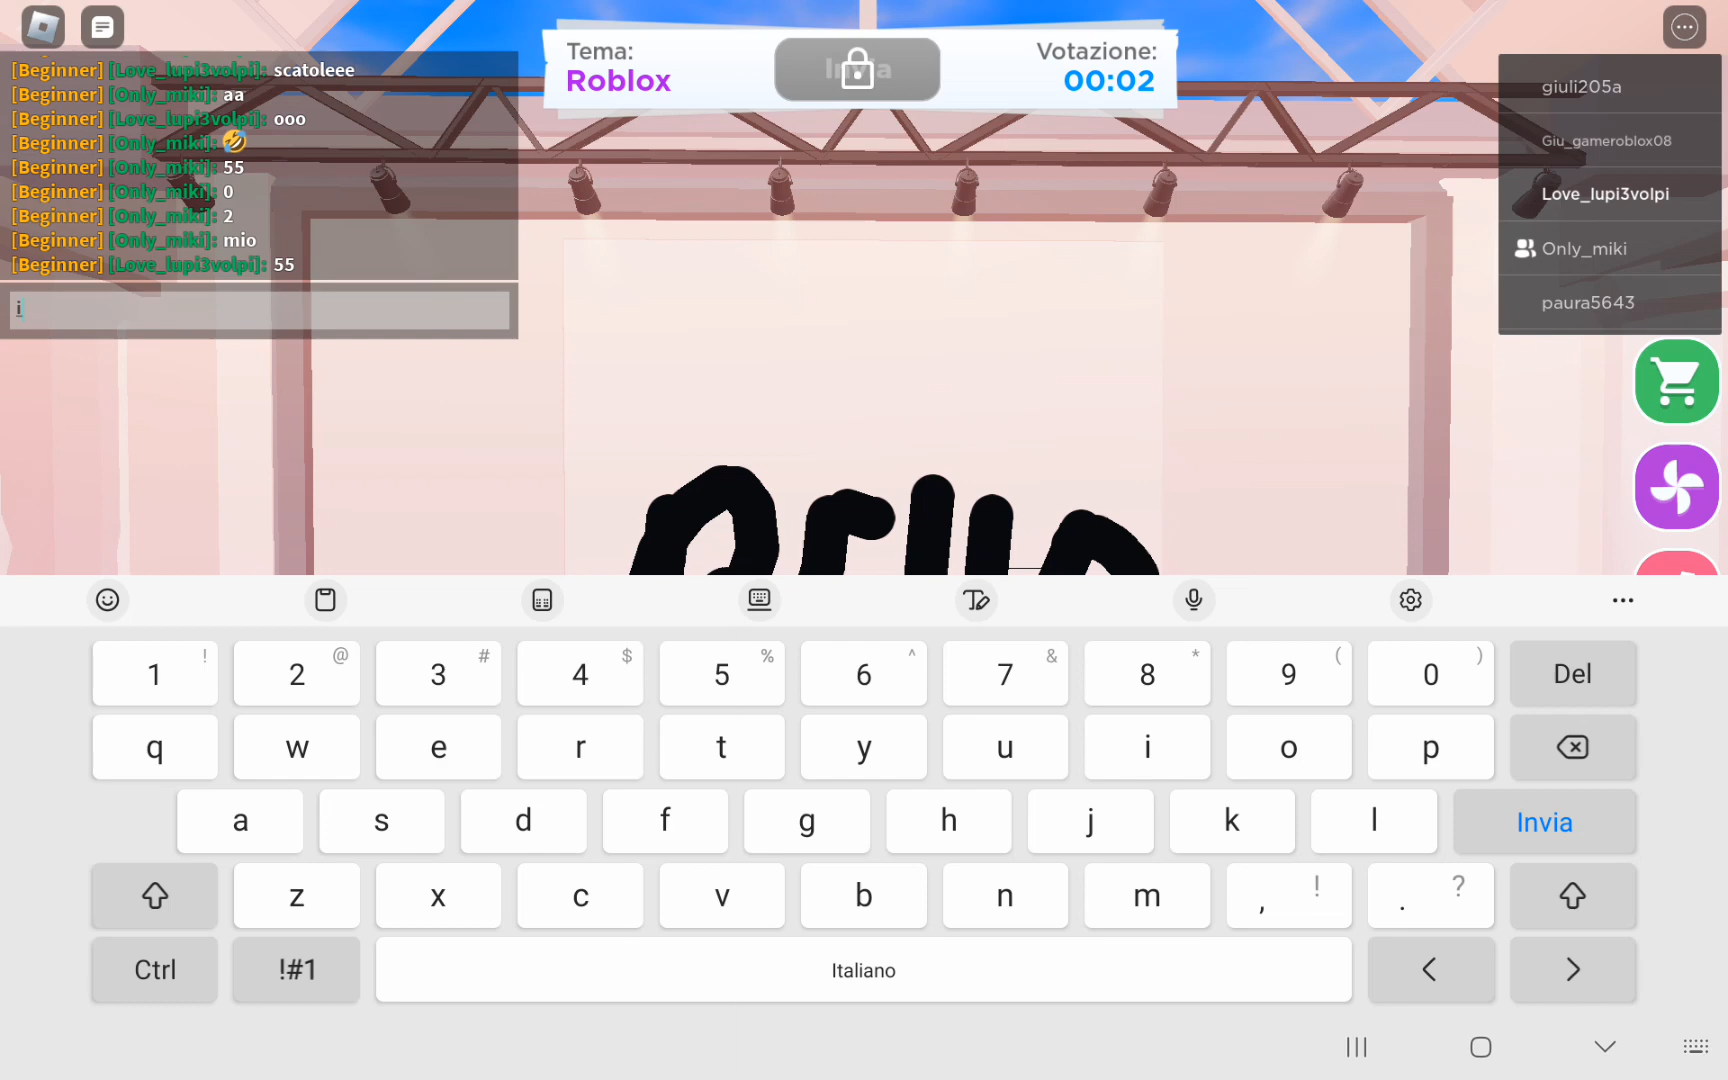 Tema:
Roblox
Invia
Votazione:
00:02
[Beginner] [Love_lupi3volpi]: scatoleee
[Beginner] [Only_miki]: aa
[Beginner] [Love_lupi3volpi]: ooo
[Beginner] [Only_miki]: 🤣
[Beginner] [Only_miki]: 55
[Beginner] [Only_miki]: 0
[Beginner] [Only_miki]: 2
[Beginner] [Only_miki]: mio
[Beginner] [Love_lupi3volpi]: 55
i
giuli205a
Giu_gameroblox08
Love_lupi3volpi
Only_miki
paura5643
1 ! 2 @ 3 # 4 $ 5 % 6 ^ 7 & 8 * 9 ( 0 ) Del
q w e r t y u i o p
a s d f g h j k l Invia
z x c v b n m , ! . ?
Ctrl !#1 Italiano < >